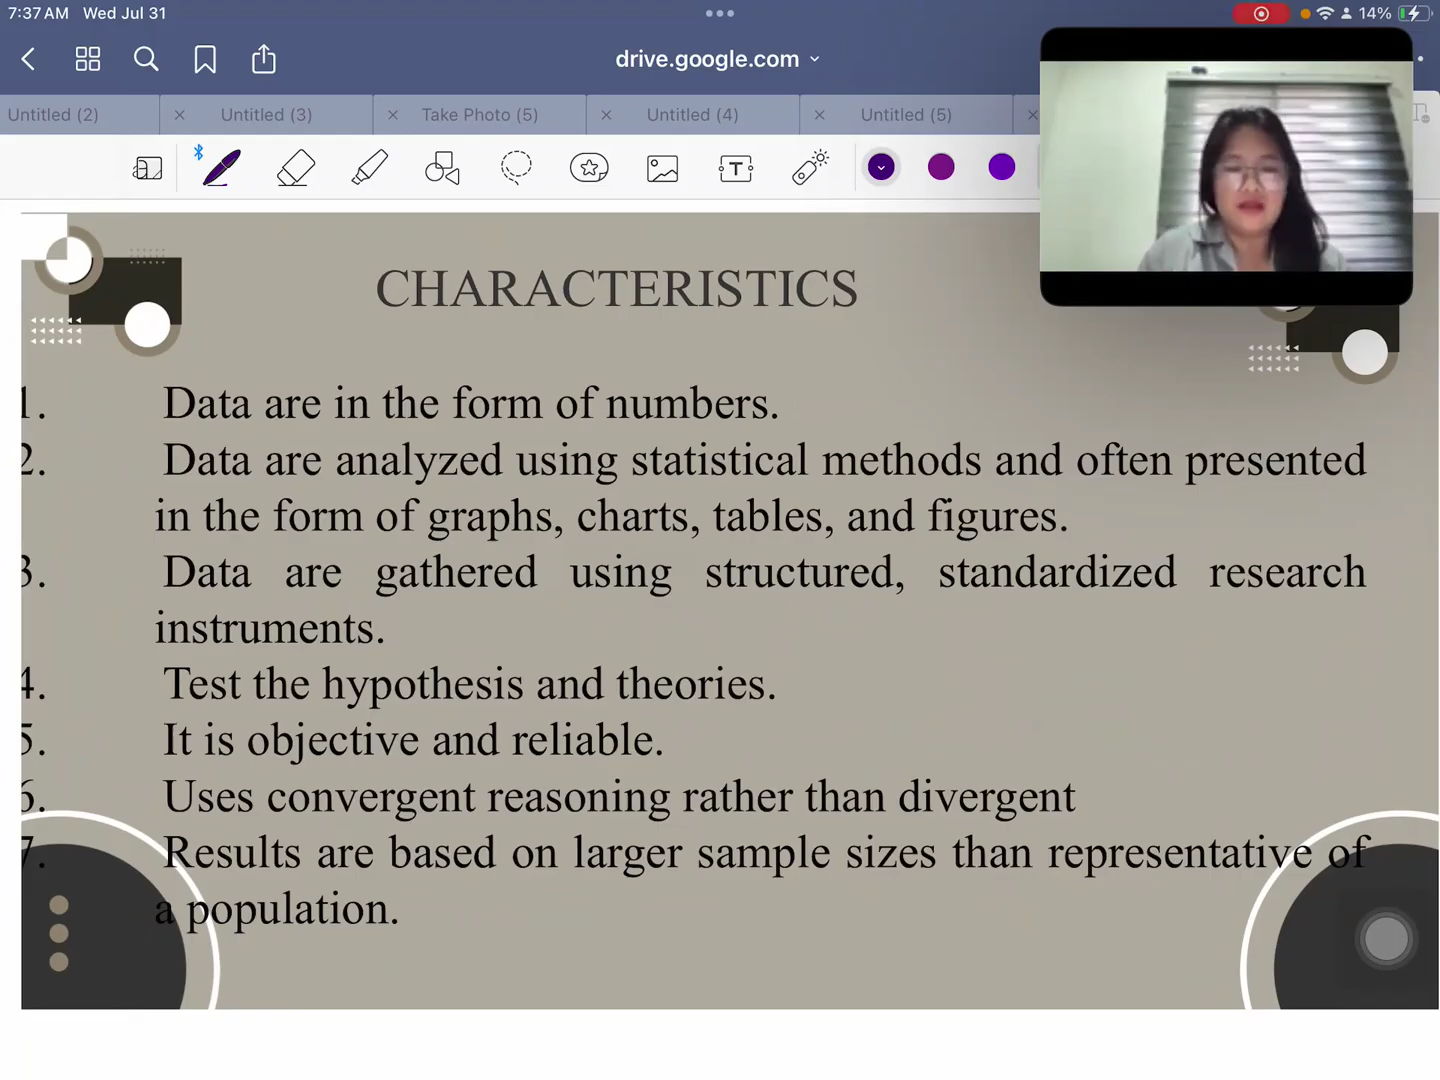 7:37 AM Wed Jul 31
14%
drive.google.com
Untitled (2)
Untitled (3)
Take Photo (5)
Untitled (4)
Untitled (5)
CHARACTERISTICS
1. Data are in the form of numbers.
2. Data are analyzed using statistical methods and often presented
in the form of graphs, charts, tables, and figures.
3. Data are gathered using structured, standardized research
instruments.
4. Test the hypothesis and theories.
5. It is objective and reliable.
6. Uses convergent reasoning rather than divergent
7. Results are based on larger sample sizes than representative of
a population.